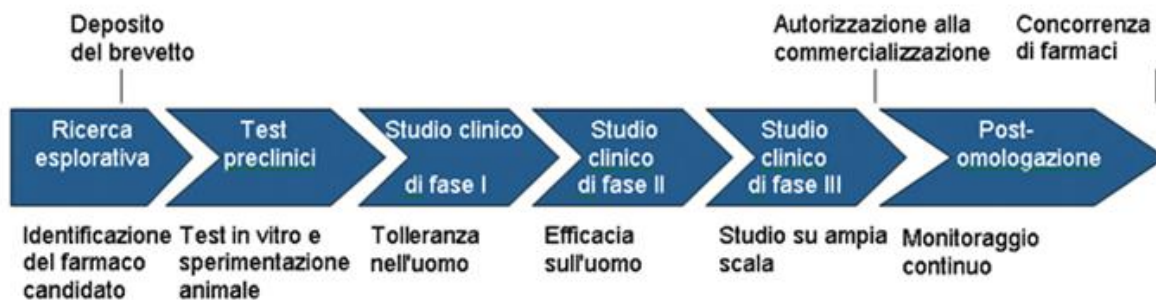 Deposito
del brevetto
Autorizzazione alla
commercializzazione
Concorrenza
di farmaci
Ricerca
esplorativa
Test
preclinici
Studio clinico
di fase I
Studio
clinico
di fase II
Studio
clinico
di fase III
Post-
omologazione
Identificazione
del farmaco
candidato
Test in vitro e
sperimentazione
animale
Tolleranza
nell'uomo
Efficacia
sull'uomo
Studio su ampia
scala
Monitoraggio
continuo